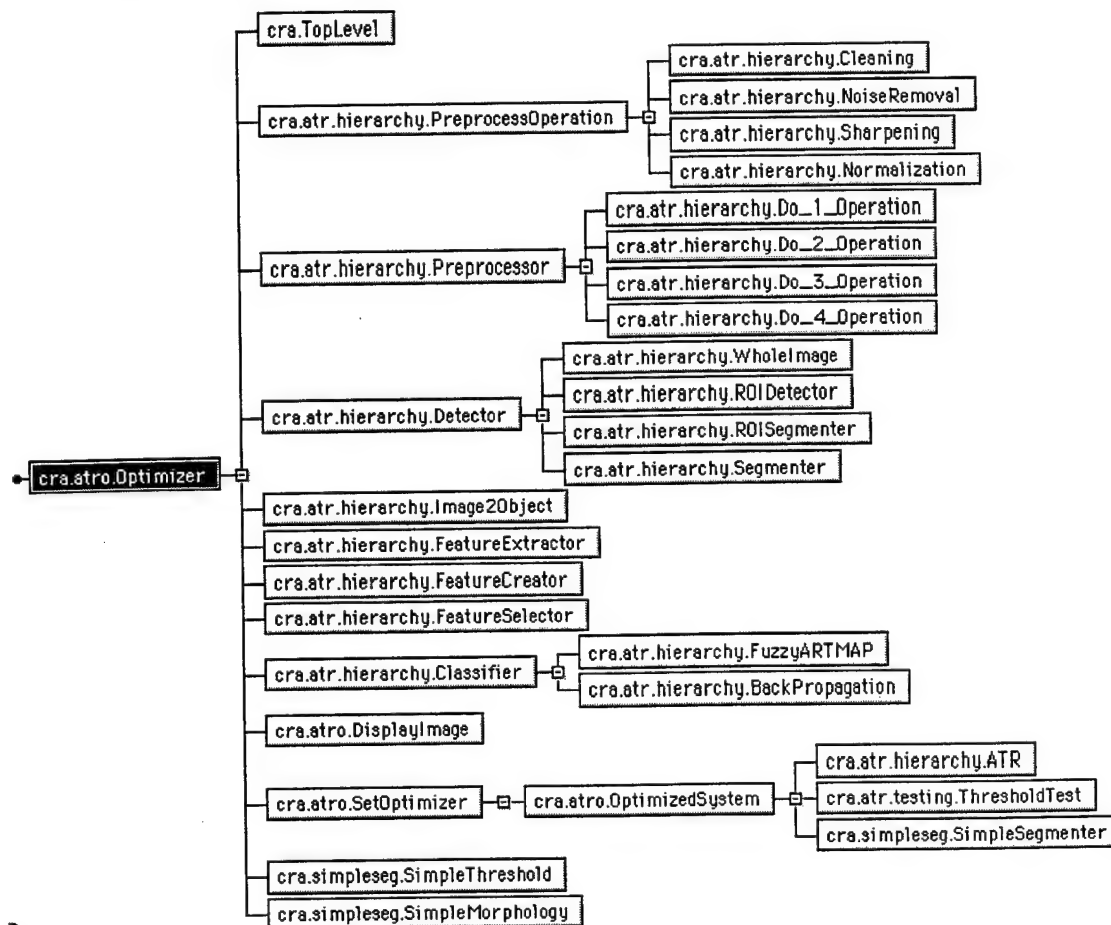 cra.TopLevel
cra.atr.hierarchy.Cleaning
cra.atr.hierarchy.NoiseRemoval
cra.atr.hierarchy.PreprocessOperation
cra.atr.hierarchy.Sharpening
cra.atr.hierarchy.Normalization
cra.atr.hierarchy.Do_1_Operation
cra.atr.hierarchy.Do_2_Operation
cra.atr.hierarchy.Preprocessor
cra.atr.hierarchy.Do_3_Operation
cra.atr.hierarchy.Do_4_Operation
cra.atr.hierarchy.WholeImage
cra.atr.hierarchy.ROIDetector
cra.atr.hierarchy.Detector
cra.atr.hierarchy.ROISegmenter
cra.atr.hierarchy.Segmenter
cra.atro.Optimizer
cra.atr.hierarchy.Image2Object
cra.atr.hierarchy.FeatureExtractor
cra.atr.hierarchy.FeatureCreator
cra.atr.hierarchy.FeatureSelector
cra.atr.hierarchy.FuzzyARTMAP
cra.atr.hierarchy.Classifier
cra.atr.hierarchy.BackPropagation
cra.atro.DisplayImage
cra.atr.hierarchy.ATR
cra.atro.SetOptimizer
cra.atro.OptimizedSystem
cra.atr.testing.ThresholdTest
cra.simpleseg.SimpleSegmenter
cra.simpleseg.SimpleThreshold
cra.simpleseg.SimpleMorphology